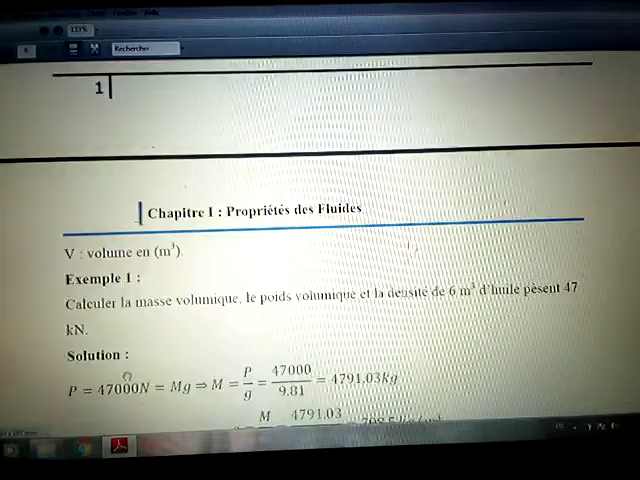 133%
6
Rechercher
1
Chapitre I : Propriétés des Fluides
V : volume en (m³)
Exemple 1 :
Calculer la masse volumique, le poids volumique et la densité de 6 m³ d'huile pèsent 47
kN.
Solution :
P = 47000N = Mg ⇒ M = P/g = 47000/9.81 = 4791,03kg
M 4791.03